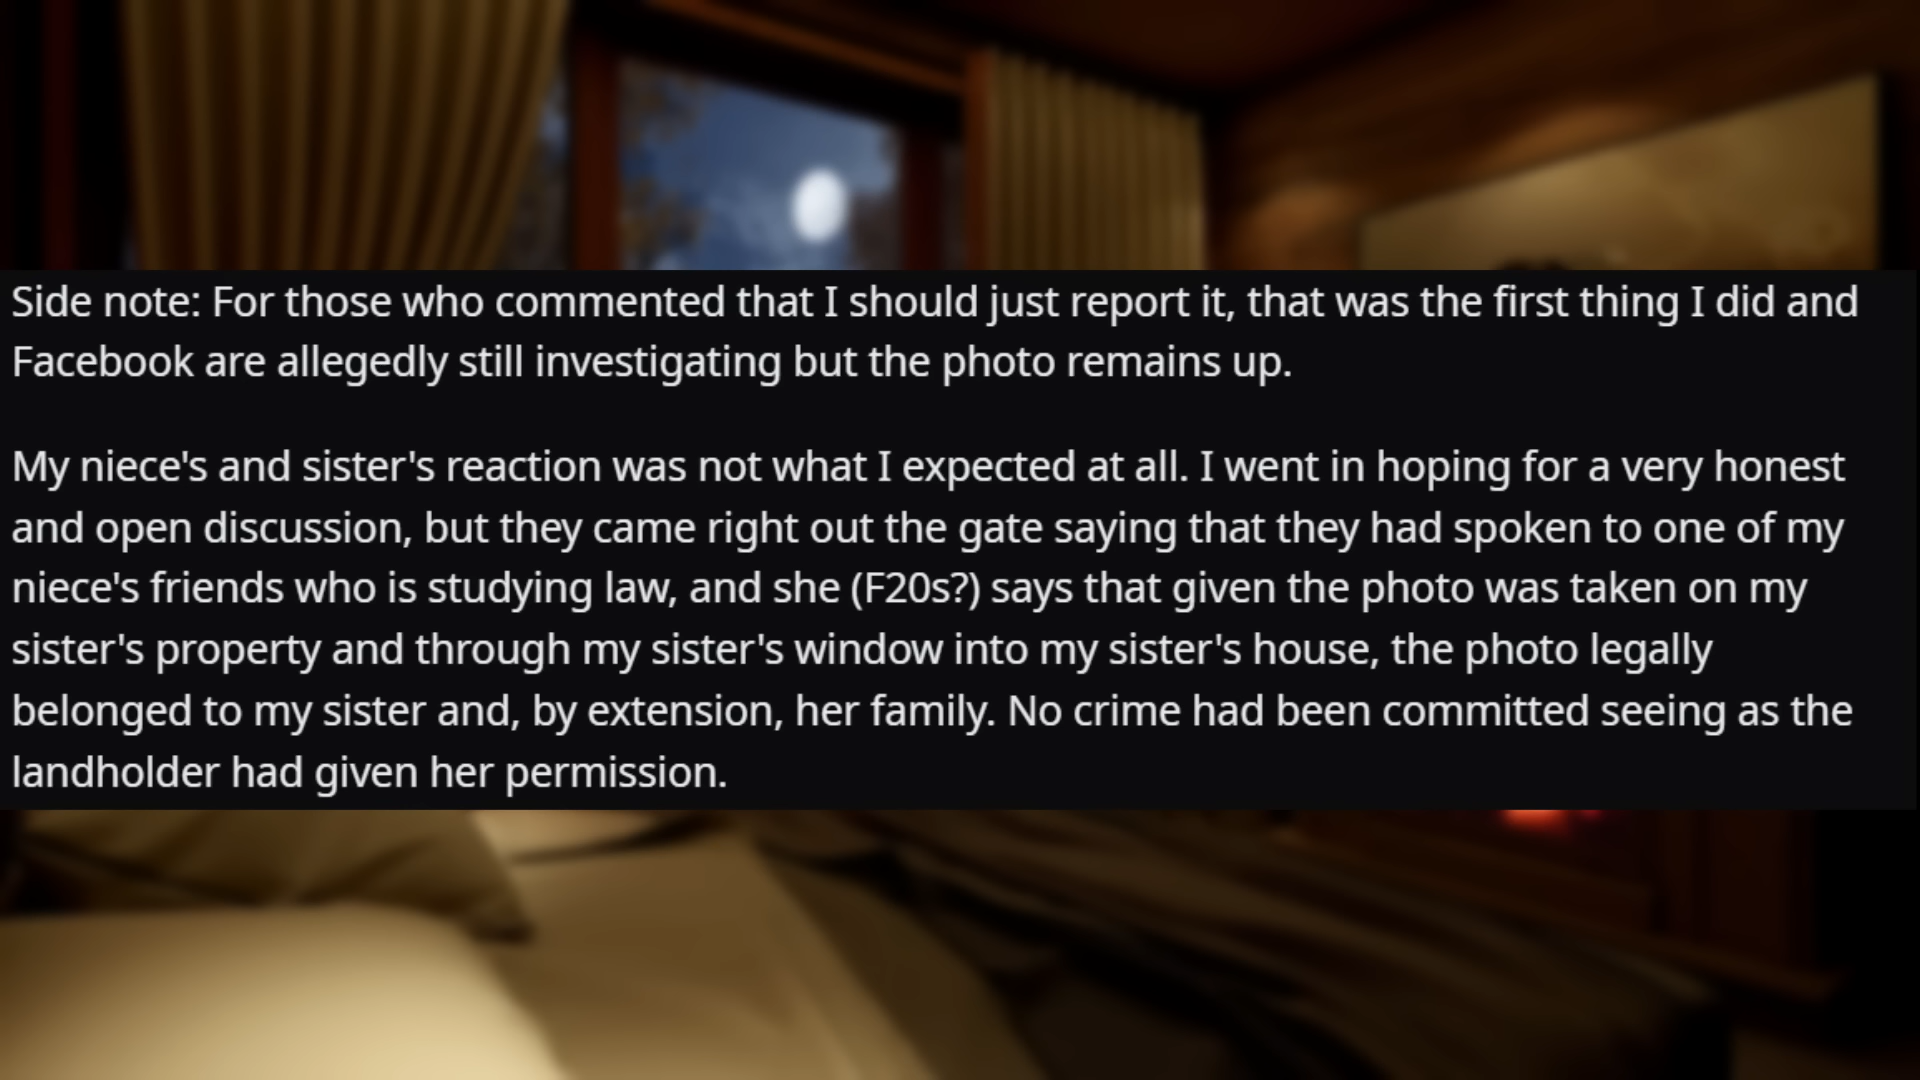 Side note: For those who commented that I should just report it, that was the first thing I did and
Facebook are allegedly still investigating but the photo remains up.
My niece's and sister's reaction was not what I expected at all. I went in hoping for a very honest
and open discussion, but they came right out the gate saying that they had spoken to one of my
niece's friends who is studying law, and she (F20s?) says that given the photo was taken on my
sister's property and through my sister's window into my sister's house, the photo legally
belonged to my sister and, by extension, her family. No crime had been committed seeing as the
landholder had given her permission.